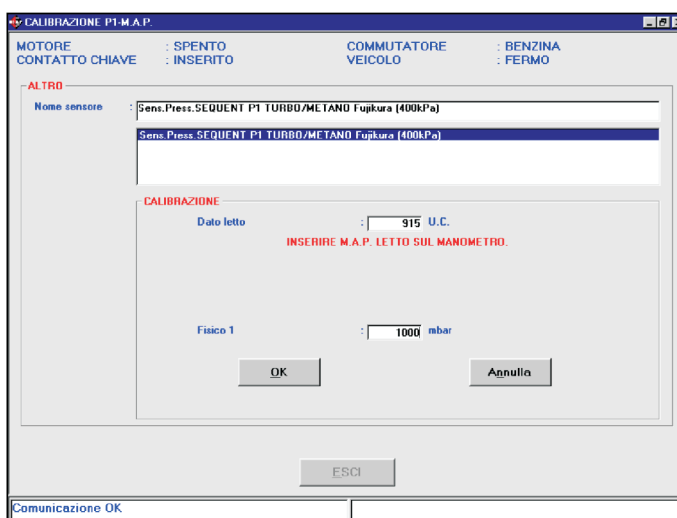 CALIBRAZIONE P1-M.A.P.
MOTORE : SPENTO COMMUTATORE : BENZINA
CONTATTO CHIAVE : INSERITO VEICOLO : FERMO
ALTRO
Nome sensore : Sens.Press.SEQUENT P1 TURBO/METANO Fujikura (400kPa)
Sens.Press.SEQUENT P1 TURBO/METANO Fujikura (400kPa)
CALIBRAZIONE
Dato letto : 915 U.C.
INSERIRE M.A.P. LETTO SUL MANOMETRO.
Fisico 1 : 1000 mbar
OK Annulla
ESCI
Comunicazione OK